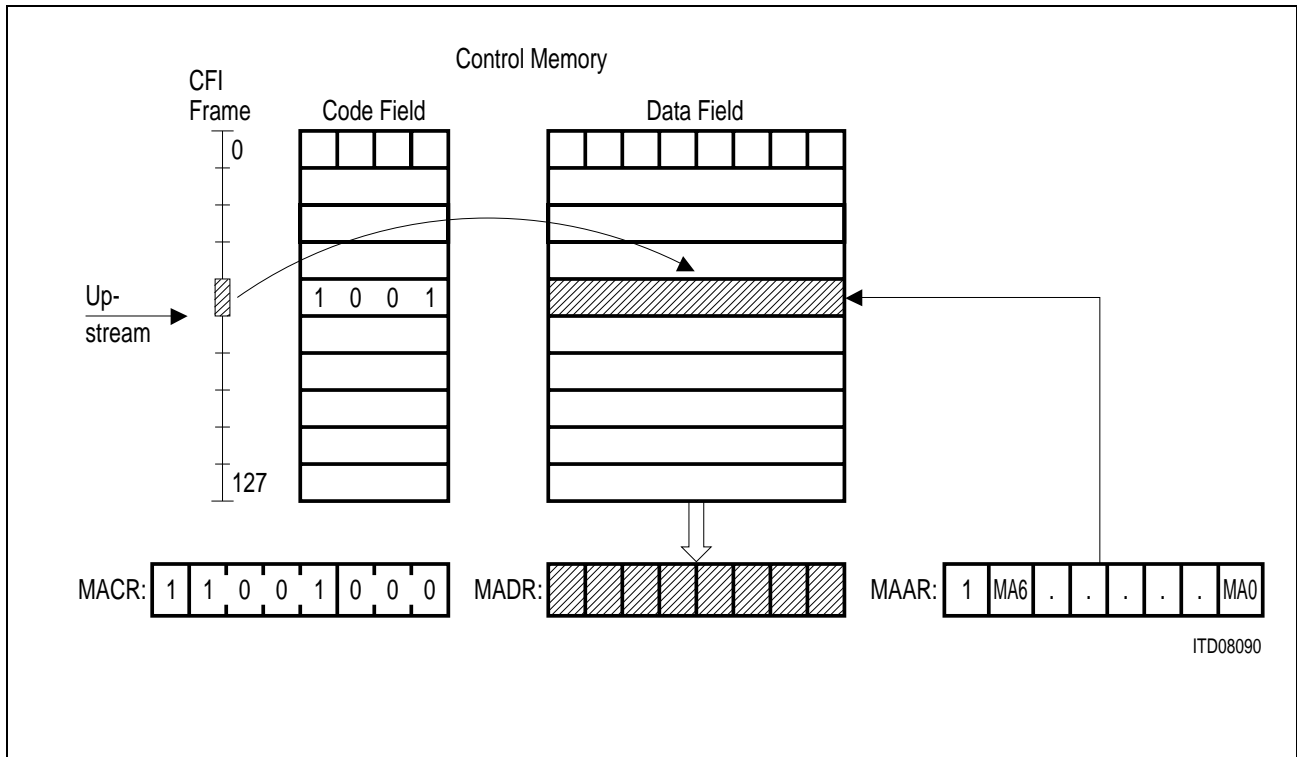 Control Memory
CFI
Frame
Code Field
Data Field
0
Up-
stream
1 0 0 1
127
MACR: 1 1 0 0 1 0 0 0
MADR:
MAAR: 1 MA6 . . . . . MA0
ITD08090